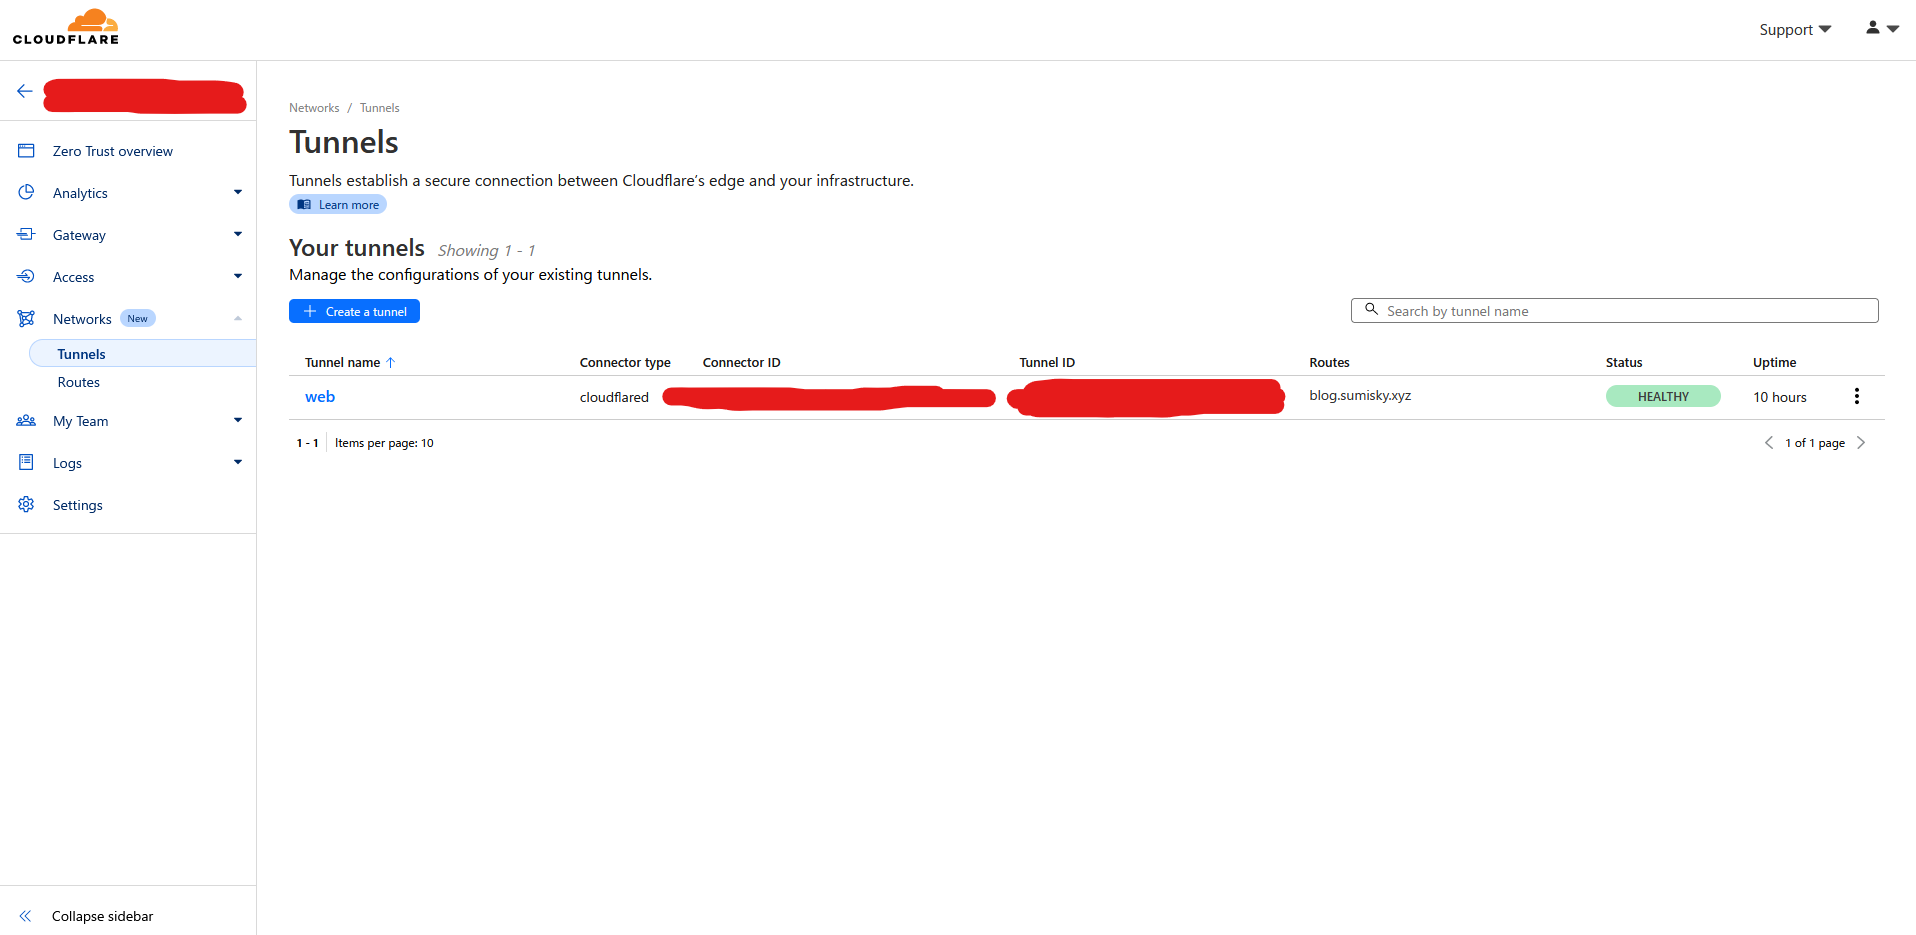 CLOUDFLARE
Support
Zero Trust overview
Analytics
Gateway
Access
Networks New
Tunnels
Routes
My Team
Logs
Settings
Collapse sidebar
Networks / Tunnels
Tunnels
Tunnels establish a secure connection between Cloudflare’s edge and your infrastructure.
Learn more
Your tunnels Showing 1 - 1
Manage the configurations of your existing tunnels.
Create a tunnel
Search by tunnel name
Tunnel name Connector type Connector ID Tunnel ID Routes Status Uptime
web cloudflared blog.sumisky.xyz HEALTHY 10 hours
1 - 1 Items per page: 10 1 of 1 page